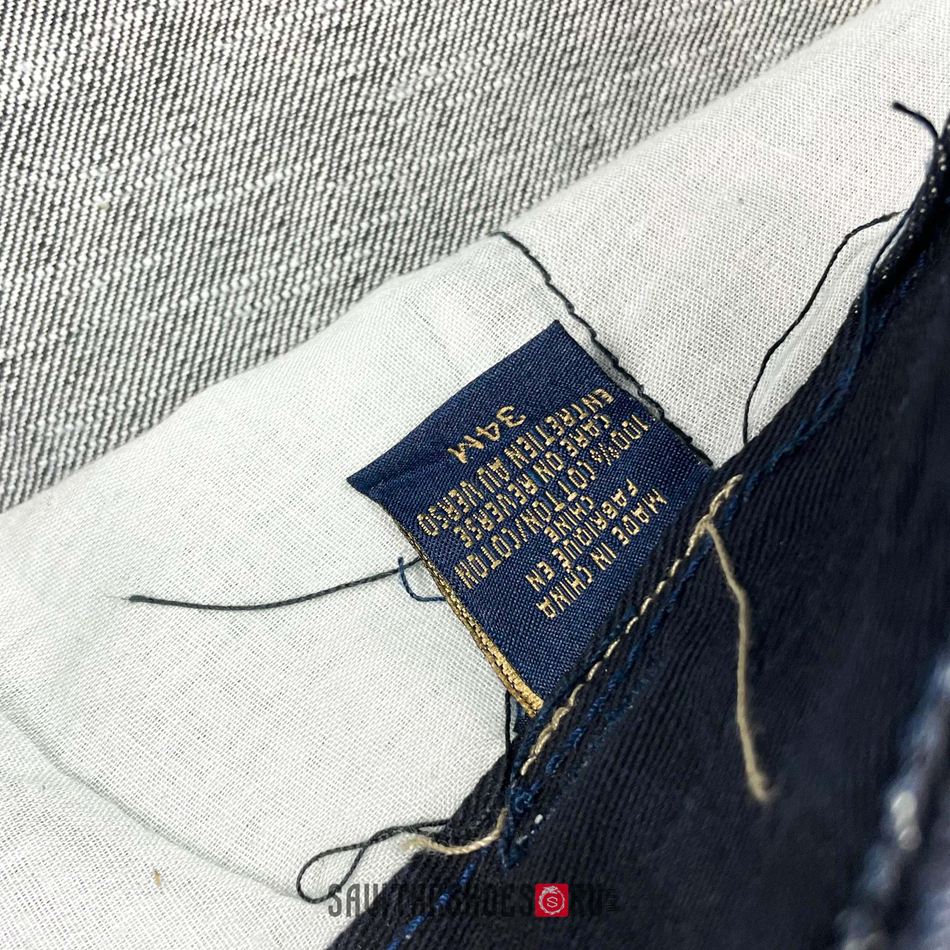 MADE IN CHINA
FABRIQUE EN
CHINE
100% COTTON/COTON
CARE ON REVERSE
ENTRETIEN AU VERSO
34M